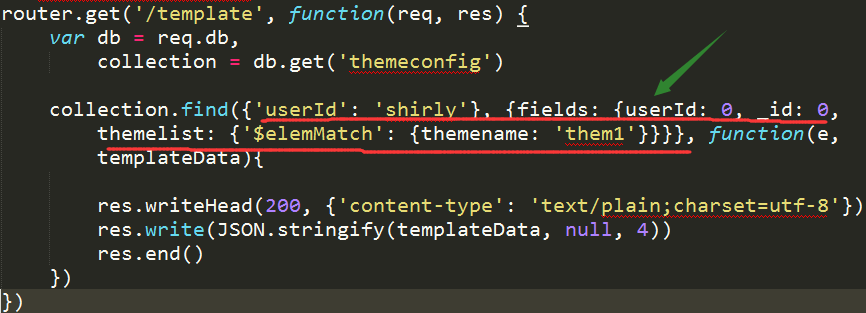 router.get('/template', function(req, res) {
    var db = req.db,
        collection = db.get('themeconfig')

    collection.find({'userId': 'shirly'}, {fields: {userId: 0, _id: 0,
        themelist: {'$elemMatch': {themename: 'them1'}}}}, function(e,
        templateData){

        res.writeHead(200, {'content-type': 'text/plain;charset=utf-8'})
        res.write(JSON.stringify(templateData, null, 4))
        res.end()
    })
})